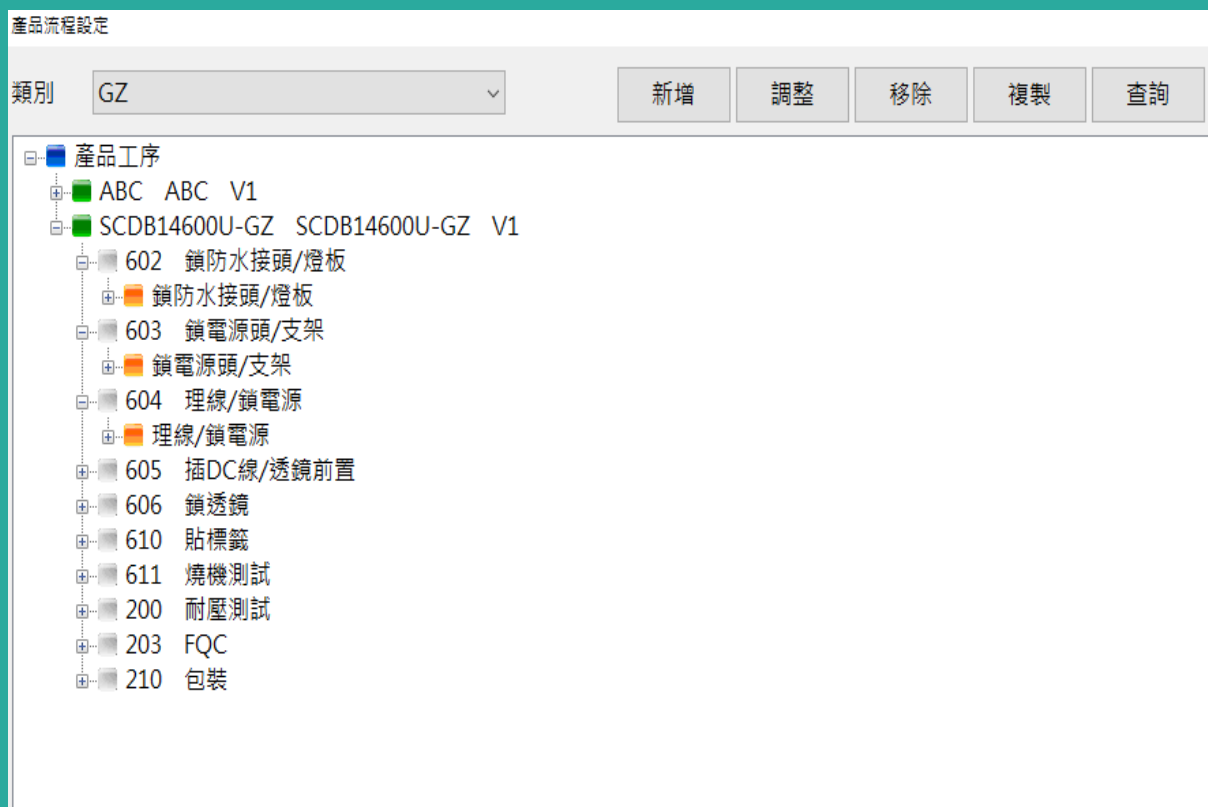 產品流程設定
類別 GZ 新增 調整 移除 複製 查詢
產品工序
ABC ABC V1
SCDB14600U-GZ SCDB14600U-GZ V1
602 鎖防水接頭/燈板
鎖防水接頭/燈板
603 鎖電源頭/支架
鎖電源頭/支架
604 理線/鎖電源
理線/鎖電源
605 插DC線/透鏡前置
606 鎖透鏡
610 貼標籤
611 燒機測試
200 耐壓測試
203 FQC
210 包裝